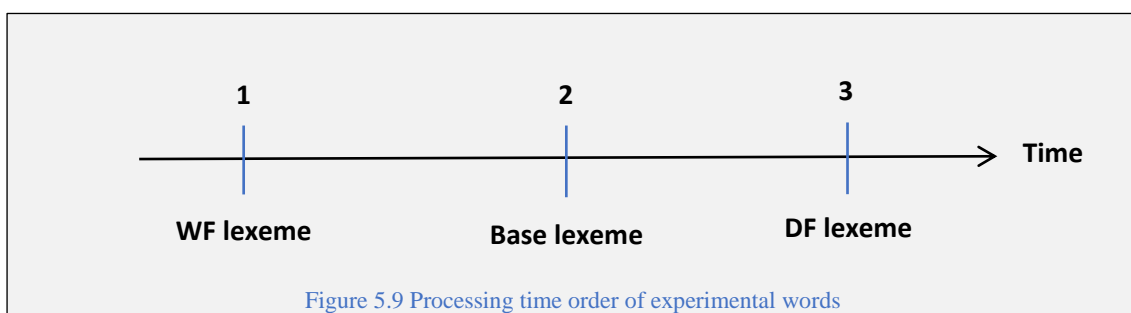 1 2 3
Time
WF lexeme Base lexeme DF lexeme
Figure 5.9 Processing time order of experimental words